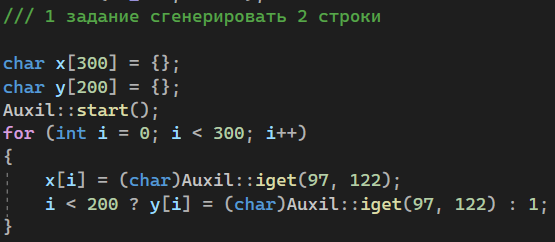 /// 1 задание сгенерировать 2 строки
char x[300] = {};
char y[200] = {};
Auxil::start();
for (int i = 0; i < 300; i++)
{
x[i] = (char)Auxil::iget(97, 122);
i < 200 ? y[i] = (char)Auxil::iget(97, 122) : 1;
}